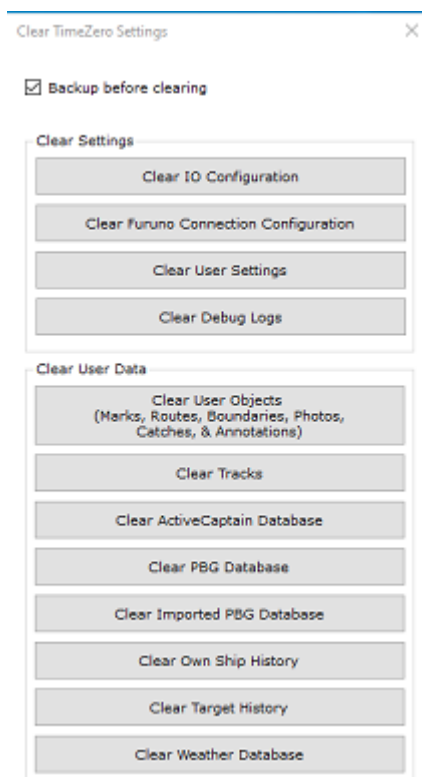 Clear TimeZero Settings
Backup before clearing
Clear Settings
Clear IO Configuration
Clear Furuno Connection Configuration
Clear User Settings
Clear Debug Logs
Clear User Data
Clear User Objects
(Marks, Routes, Boundaries, Photos,
Catches, & Annotations)
Clear Tracks
Clear ActiveCaptain Database
Clear PBG Database
Clear Imported PBG Database
Clear Own Ship History
Clear Target History
Clear Weather Database